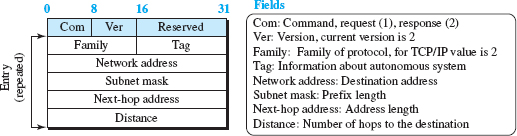 0 8 16 31
Com Ver Reserved
Family Tag
Network address
Subnet mask
Next-hop address
Distance
Entry
(repeated)
Fields
Com: Command, request (1), response (2)
Ver: Version, current version is 2
Family: Family of protocol, for TCP/IP value is 2
Tag: Information about autonomous system
Network address: Destination address
Subnet mask: Prefix length
Next-hop address: Address length
Distance: Number of hops to the destination